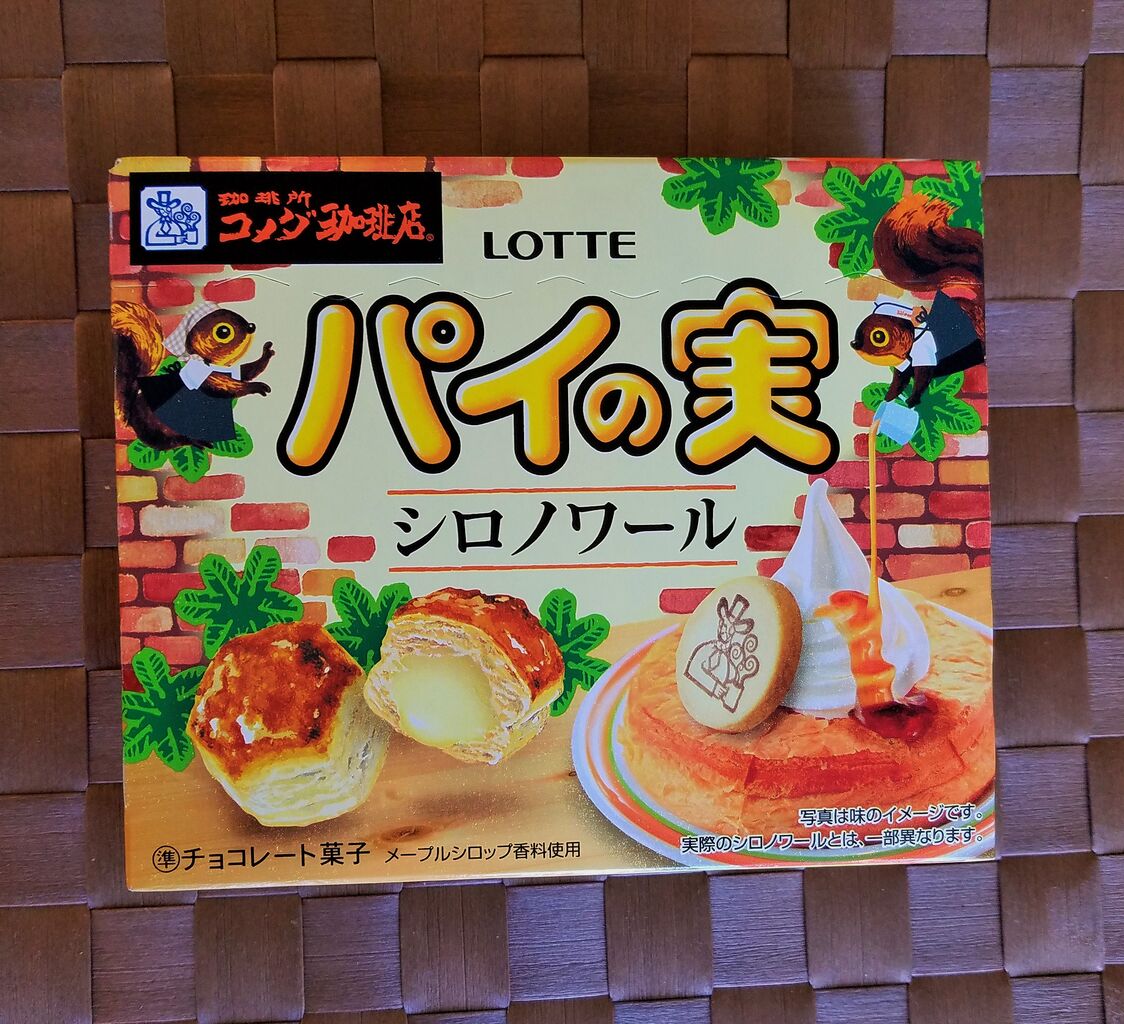 珈琲所
コメダ珈琲店®
LOTTE
パイの実
シロノワール
写真は味のイメージです。
実際のシロノワールとは、一部異なります。
準チョコレート菓子 メープルシロップ香料使用